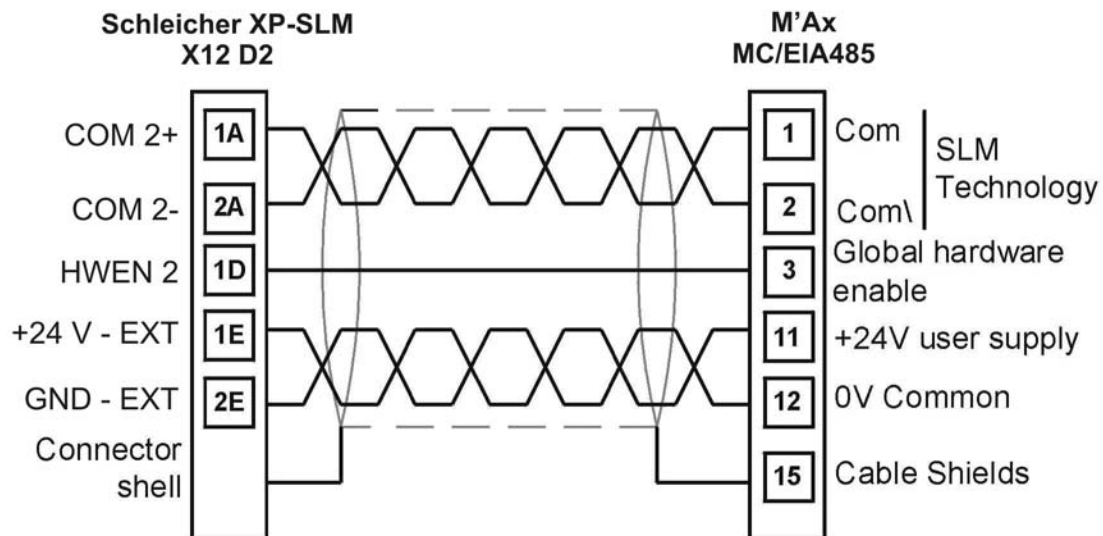 Schleicher XP-SLM
X12 D2
M'Ax
MC/EIA485
COM 2+
1A
1
Com
SLM
Technology
COM 2-
2A
2
Com\
HWEN 2
1D
3
Global hardware
enable
+24 V - EXT
1E
11
+24V user supply
GND - EXT
2E
12
0V Common
Connector
shell
15
Cable Shields